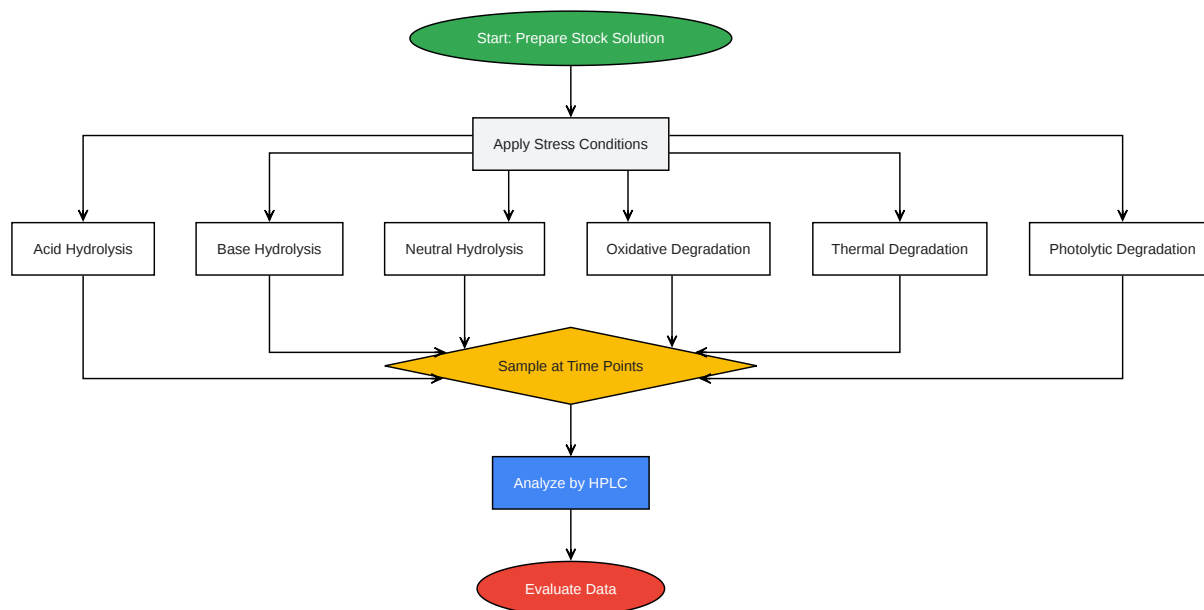 Start: Prepare Stock Solution
Apply Stress Conditions
Acid Hydrolysis
Base Hydrolysis
Neutral Hydrolysis
Oxidative Degradation
Thermal Degradation
Photolytic Degradation
Sample at Time Points
Analyze by HPLC
Evaluate Data